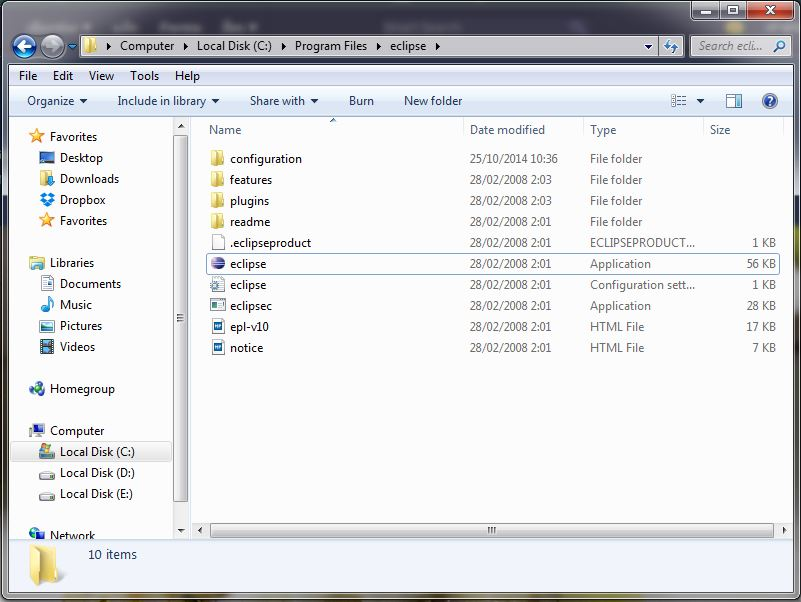 Computer Local Disk (C:) Program Files eclipse
Search ecli...
File Edit View Tools Help
Organize Include in library Share with Burn New folder
Favorites
Desktop
Downloads
Dropbox
Favorites
Libraries
Documents
Music
Pictures
Videos
Homegroup
Computer
Local Disk (C:)
Local Disk (D:)
Local Disk (E:)
Network
Name Date modified Type Size
configuration 25/10/2014 10:36 File folder
features 28/02/2008 2:03 File folder
plugins 28/02/2008 2:03 File folder
readme 28/02/2008 2:01 File folder
.eclipseproduct 28/02/2008 2:01 ECLIPSEPRODUCT... 1 KB
eclipse 28/02/2008 2:01 Application 56 KB
eclipse 28/02/2008 2:01 Configuration sett... 1 KB
eclipsec 28/02/2008 2:01 Application 28 KB
epl-v10 28/02/2008 2:01 HTML File 17 KB
notice 28/02/2008 2:01 HTML File 7 KB
10 items